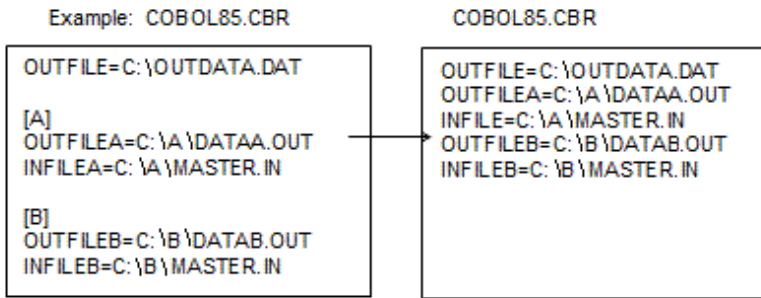 Example: COBOL85.CBR
OUTFILE=C:\OUTDATA.DAT
[A]
OUTFILEA=C:\A\DATAA.OUT
INFILEA=C:\A\MASTER.IN
[B]
OUTFILEB=C:\B\DATAB.OUT
INFILEB=C:\B\MASTER.IN
COBOL85.CBR
OUTFILE=C:\OUTDATA.DAT
OUTFILEA=C:\A\DATAA.OUT
INFILE=C:\A\MASTER.IN
OUTFILEB=C:\B\DATAB.OUT
INFILEB=C:\B\MASTER.IN